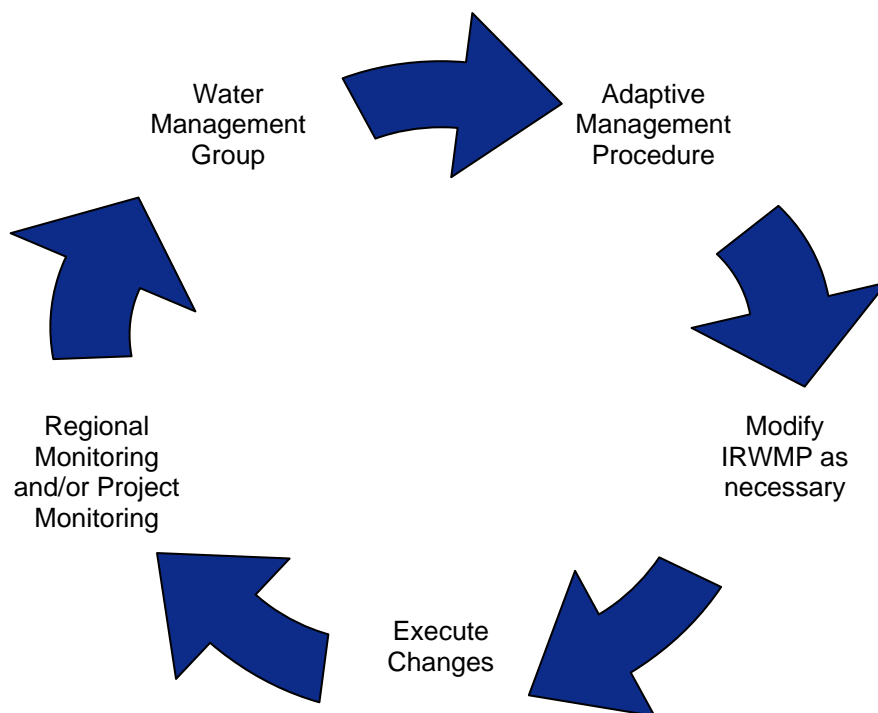 Water
Management
Group
Adaptive
Management
Procedure
Modify
IRWMP as
necessary
Execute
Changes
Regional
Monitoring
and/or Project
Monitoring